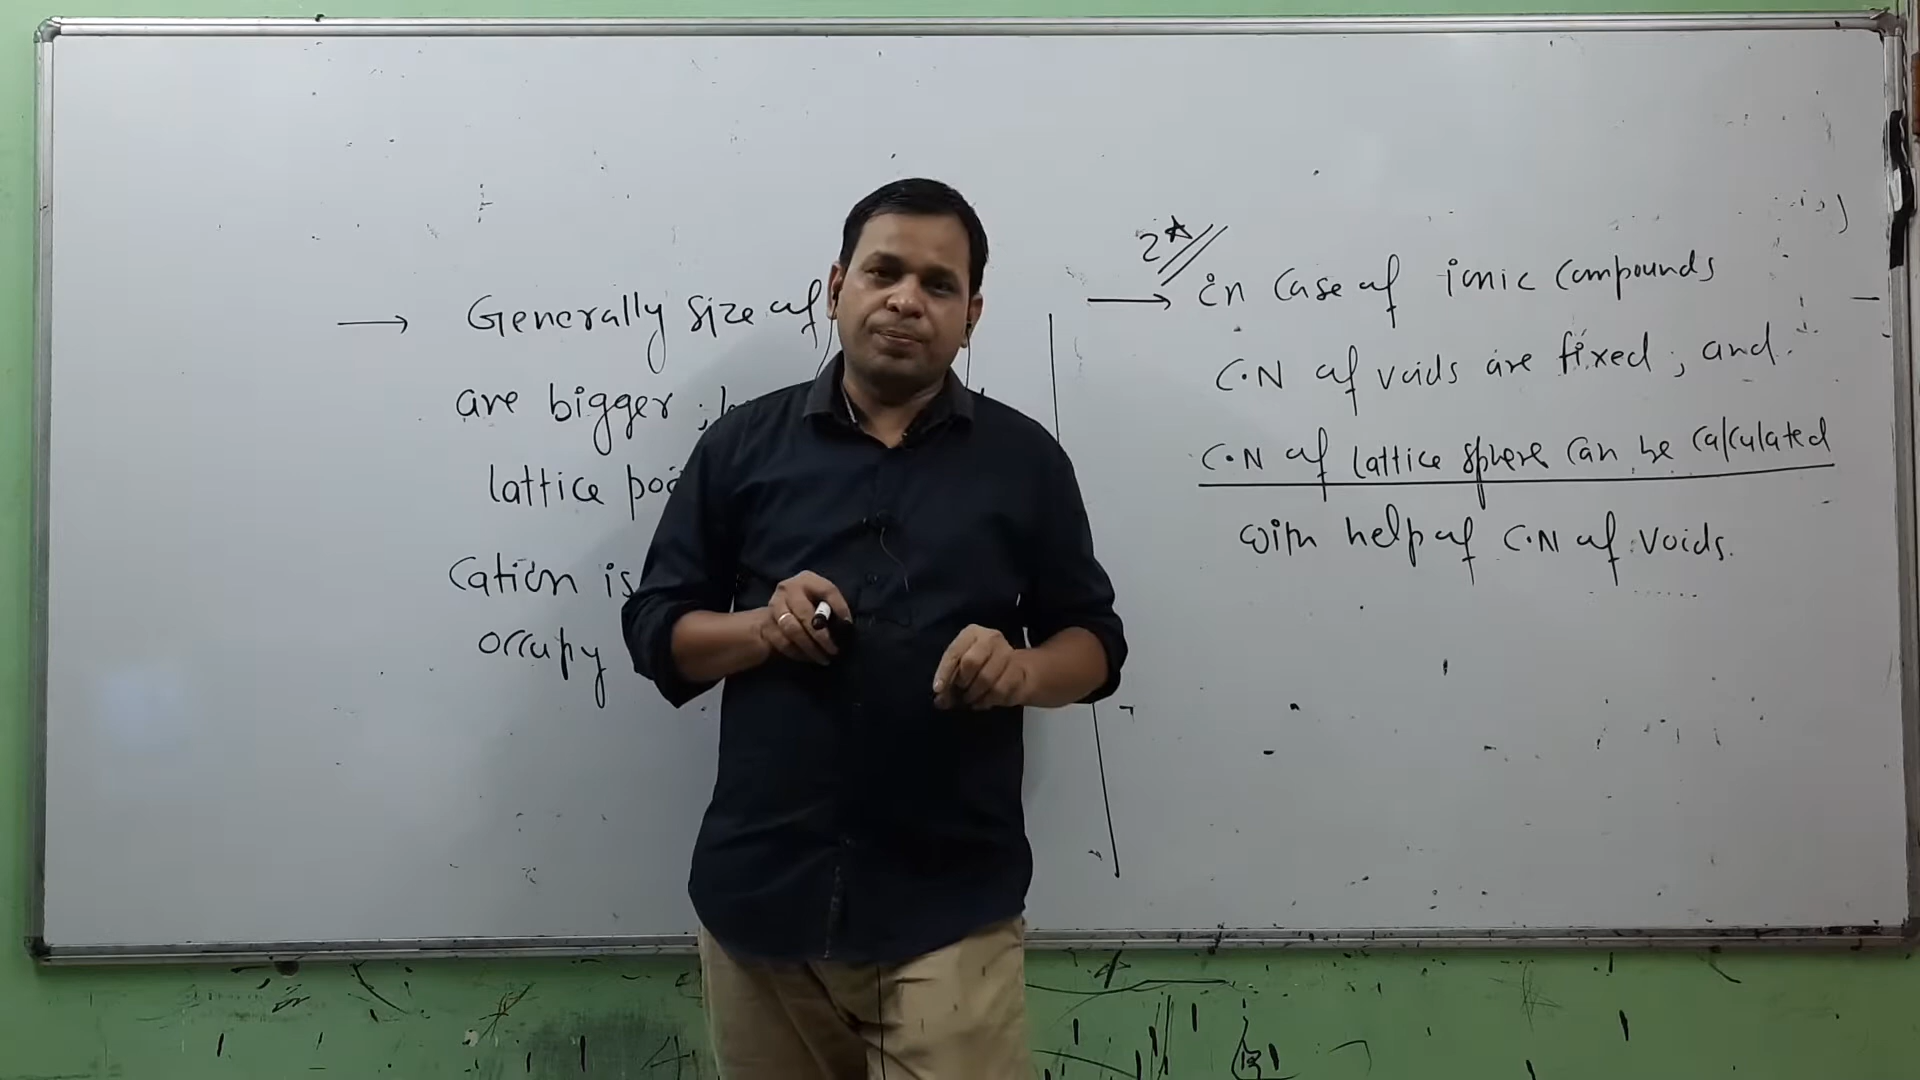 → Generally size of
are bigger ;
lattice
Cation is
occupy
2*
→ in Case of ionic Compounds
C.N of voids are fixed ; and
C.N of lattice sphere can be calculated
with help of C.N of voids.